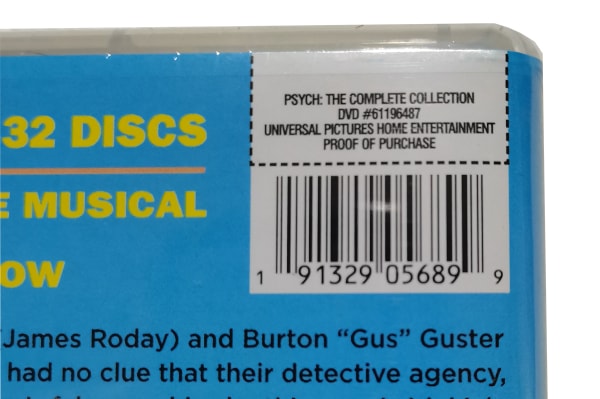 32 DISCS
E MUSICAL
OW
PSYCH: THE COMPLETE COLLECTION
DVD #61196487
UNIVERSAL PICTURES HOME ENTERTAINMENT
PROOF OF PURCHASE
1 91329 05689 9
(James Roday) and Burton “Gus” Guster
had no clue that their detective agency,